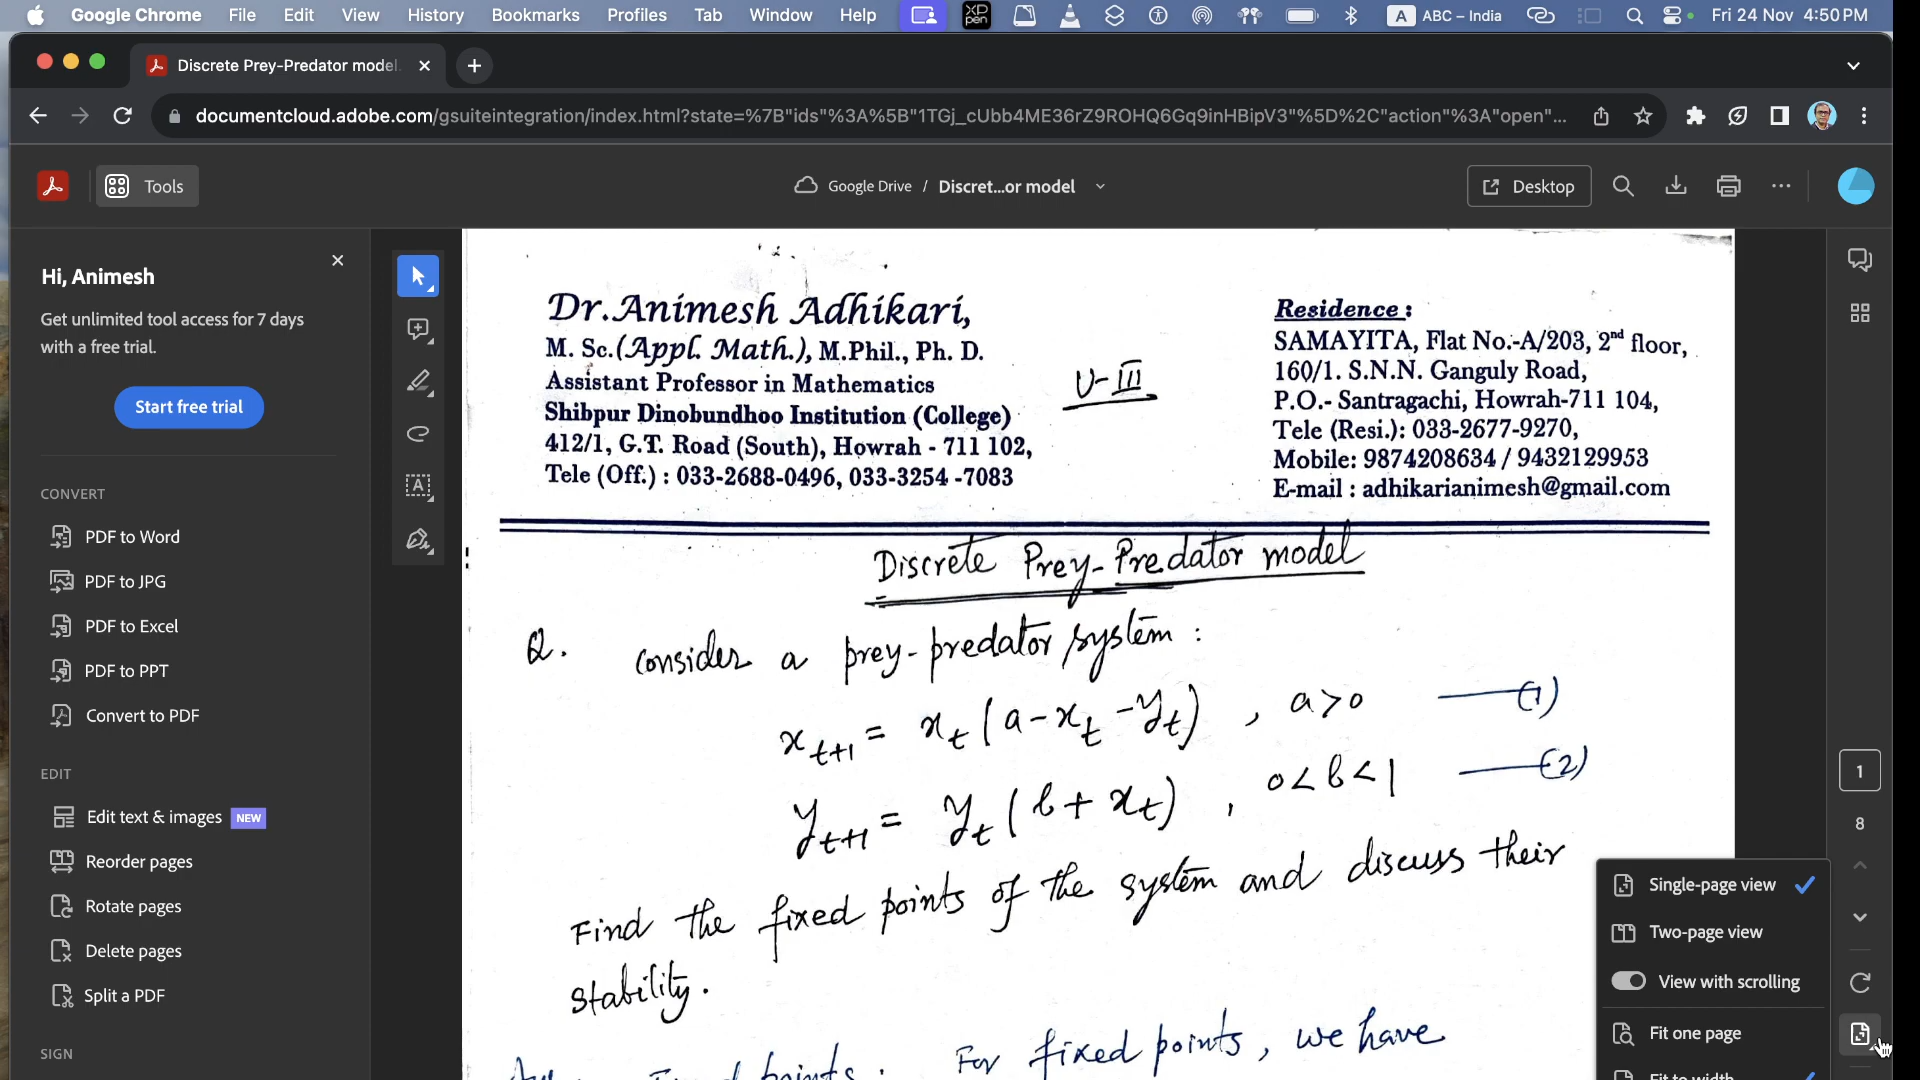 Google Chrome File Edit View History Bookmarks Profiles Tab Window Help XP pen A ABC – India Fri 24 Nov 4:50 PM
Discrete Prey-Predator model.
documentcloud.adobe.com/gsuiteintegration/index.html?state=%7B"ids"%3A%5B"1TGj_cUbb4ME36rZ9ROHQ6Gq9inHBipV3"%5D%2C"action"%3A"open"...
Tools
Google Drive / Discret...or model
Desktop
Hi, Animesh
Get unlimited tool access for 7 days
with a free trial.
Start free trial
CONVERT
PDF to Word
PDF to JPG
PDF to Excel
PDF to PPT
Convert to PDF
EDIT
Edit text & images NEW
Reorder pages
Rotate pages
Delete pages
Split a PDF
SIGN
Dr.Animesh Adhikari,
M. Sc.(Appl. Math.), M.Phil., Ph. D.
Assistant Professor in Mathematics
Shibpur Dinobundhoo Institution (College)
412/1, G.T. Road (South), Howrah - 711 102,
Tele (Off.) : 033-2688-0496, 033-3254 -7083
U-III
Residence :
SAMAYITA, Flat No.-A/203, 2nd floor,
160/1. S.N.N. Ganguly Road,
P.O.- Santragachi, Howrah-711 104,
Tele (Resi.): 033-2677-9270,
Mobile: 9874208634 / 9432129953
E-mail : adhikarianimesh@gmail.com
Discrete Prey-Predator model
Q. consider a prey-predator system :
x_{t+1} = x_t (a - x_t - y_t) , a > 0 —(1)
y_{t+1} = y_t (b + x_t) , 0 < b < 1 —(2)
Find the fixed points of the system and discuss their
stability.
points. For fixed points, we have
1
8
Single-page view
Two-page view
View with scrolling
Fit one page
Fit to width